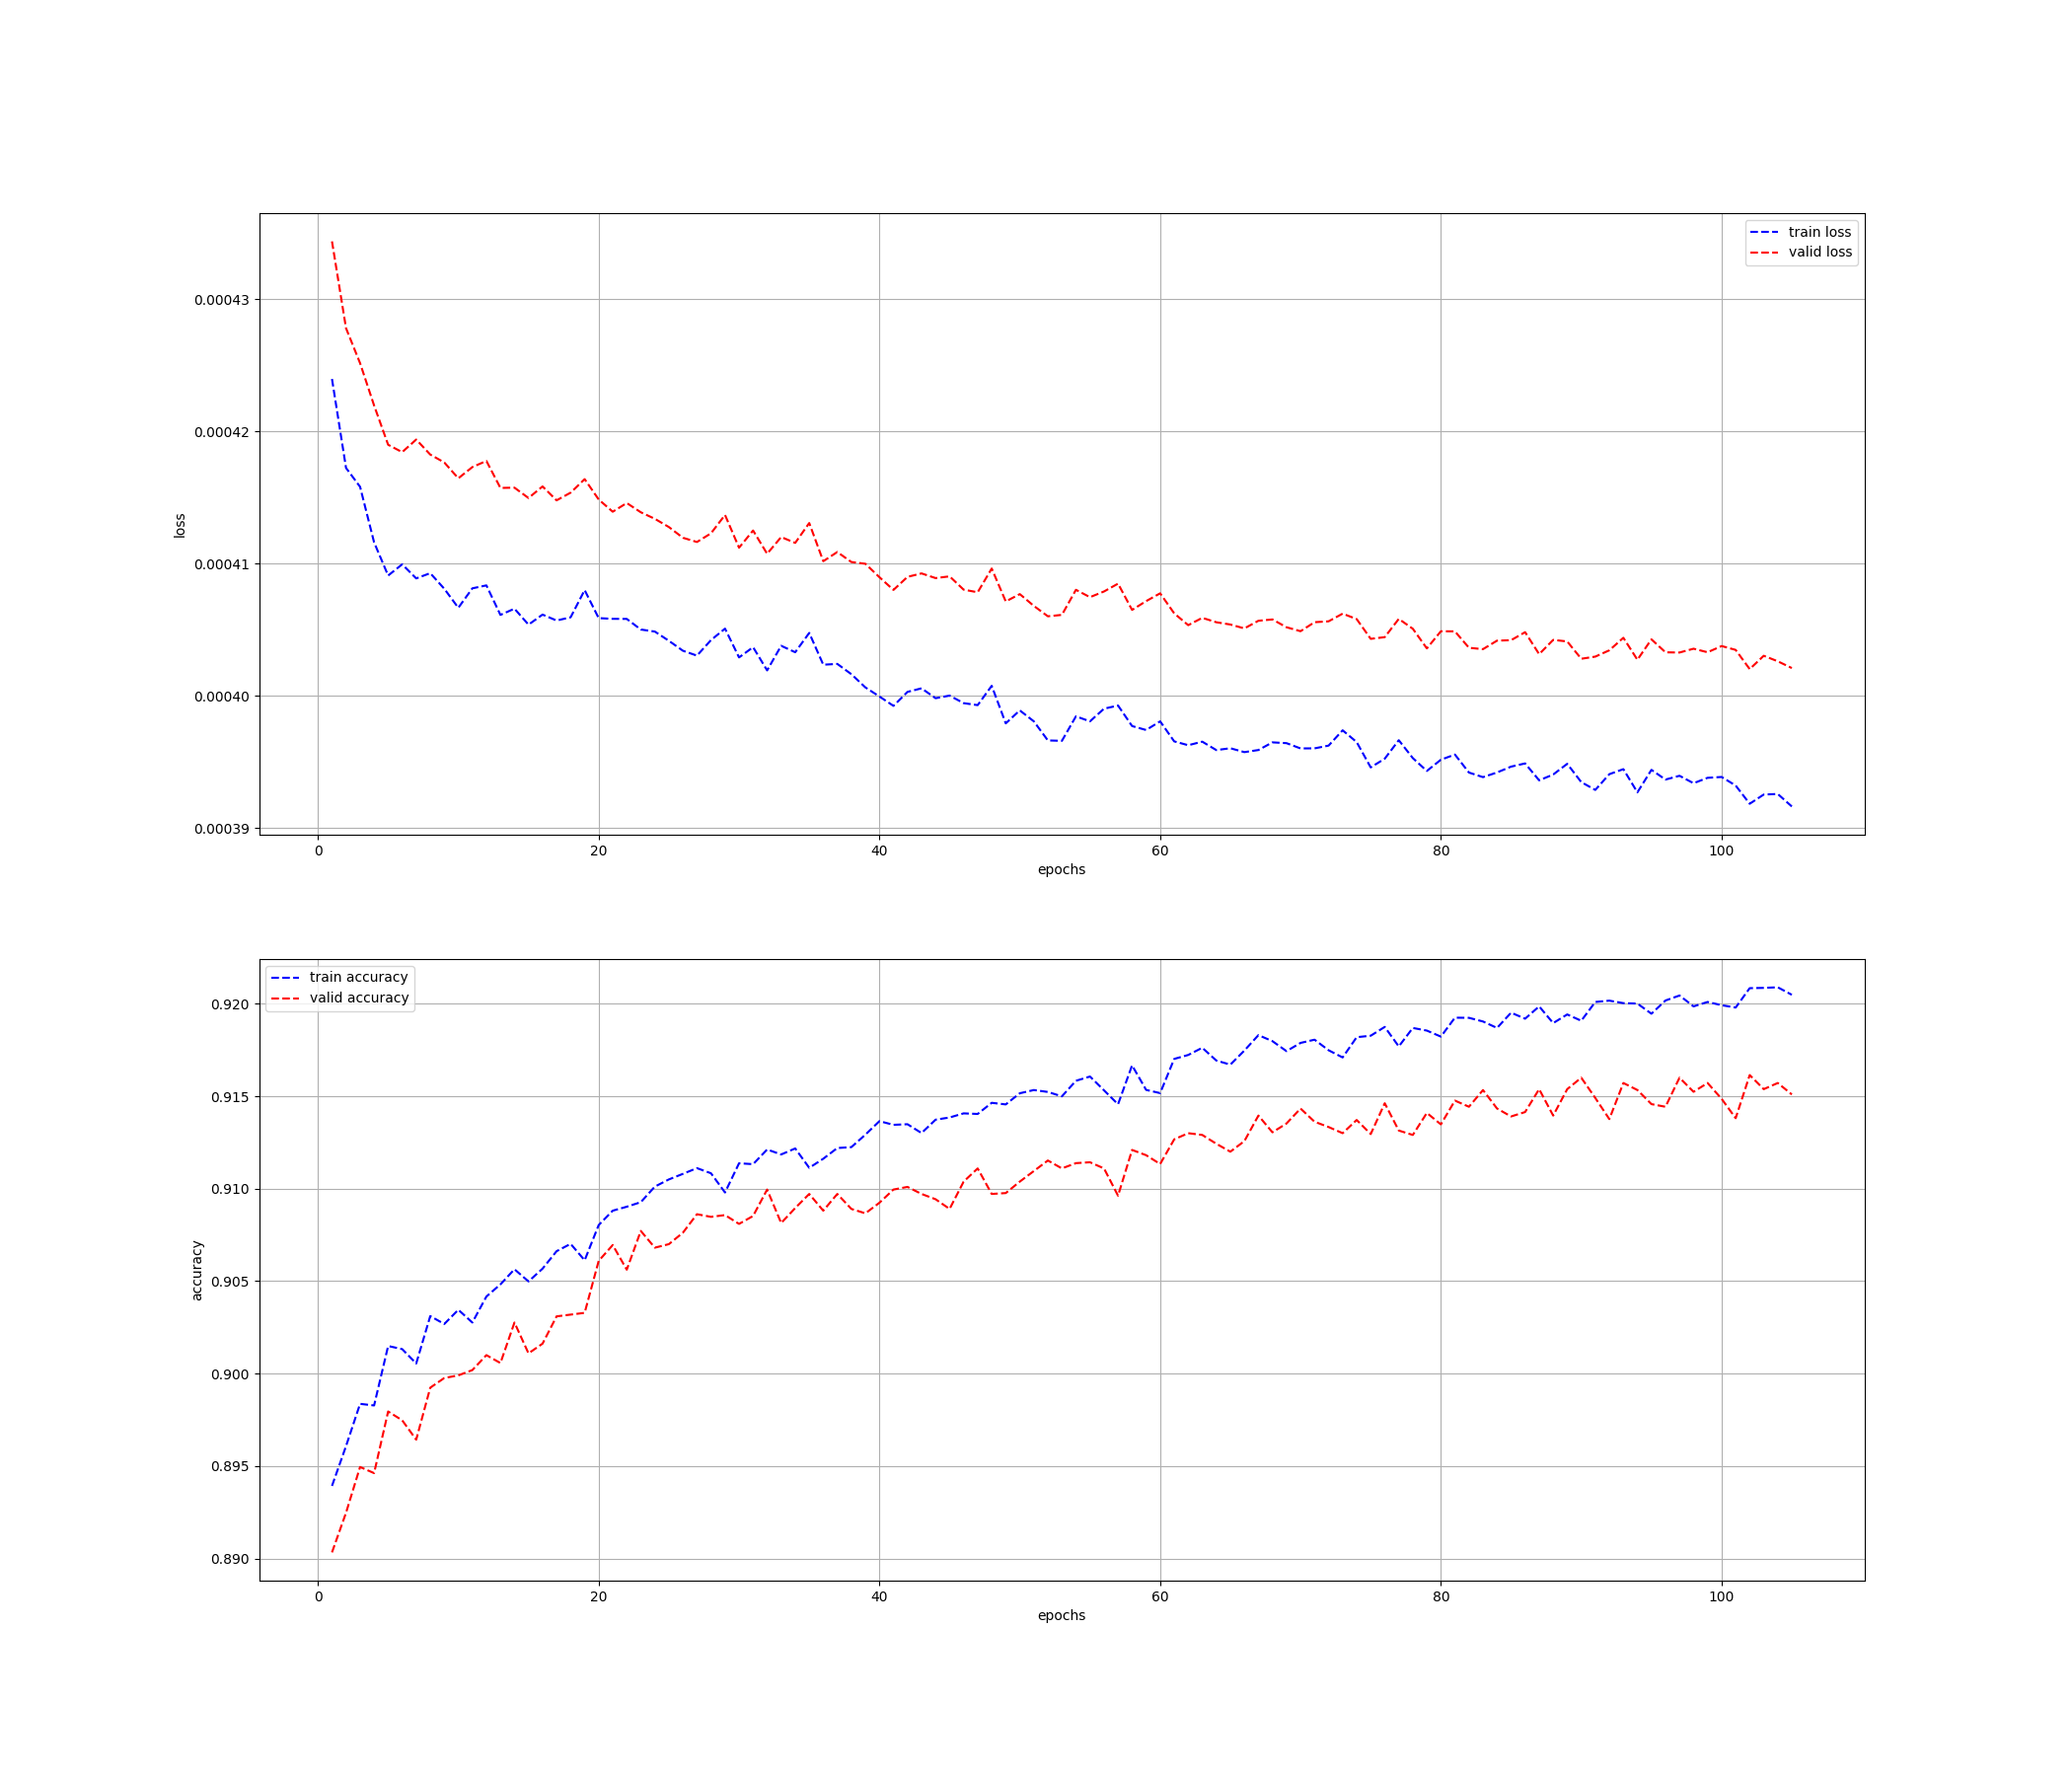 train loss
valid loss
0.00043
0.00042
0.00041
0.00040
0.00039
loss
0 20 40 60 80 100
epochs
train accuracy
valid accuracy
0.920
0.915
0.910
0.905
0.900
0.895
0.890
accuracy
0 20 40 60 80 100
epochs